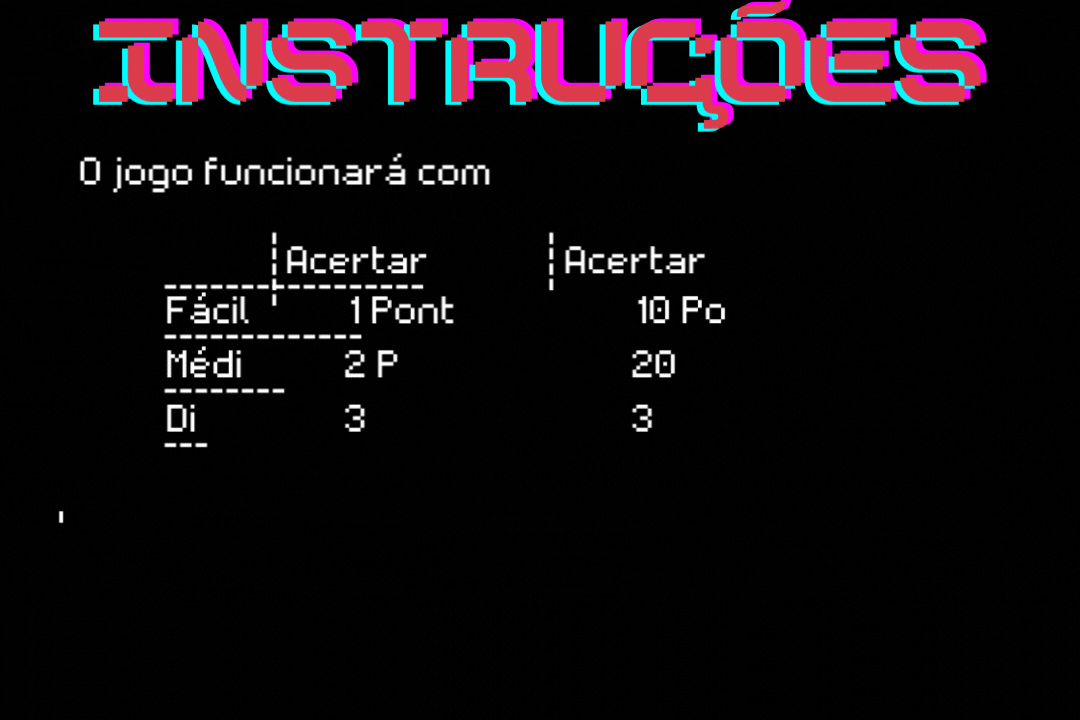 INSTRUÇÕES
O jogo funcionará com
Acertar Acertar
Fácil 1 Pont 10 Po
Médi 2 P 20
Di 3 3